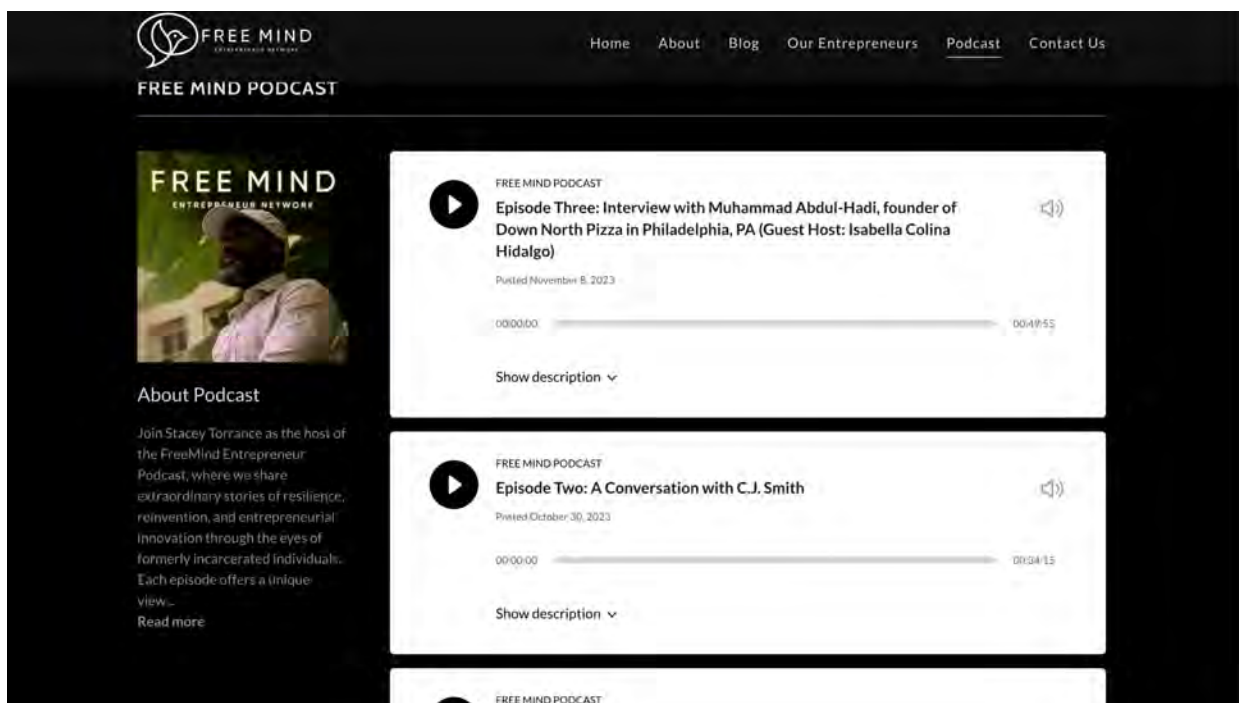 FREE MIND
ENTREPRENEUR NETWORK
Home About Blog Our Entrepreneurs Podcast Contact Us
FREE MIND PODCAST
FREE MIND
ENTREPRENEUR NETWORK
About Podcast
Join Stacey Torrance as the host of
the FreeMind Entrepreneur
Podcast, where we share
extraordinary stories of resilience,
reinvention, and entrepreneurial
innovation through the eyes of
formerly incarcerated individuals.
Each episode offers a unique
view...
Read more
FREE MIND PODCAST
Episode Three: Interview with Muhammad Abdul-Hadi, founder of
Down North Pizza in Philadelphia, PA (Guest Host: Isabella Colina
Hidalgo)
Posted November 8, 2023
00:00:00 00:49:55
Show description
FREE MIND PODCAST
Episode Two: A Conversation with C.J. Smith
Posted October 30, 2023
00:00:00 00:34:15
Show description
FREE MIND PODCAST